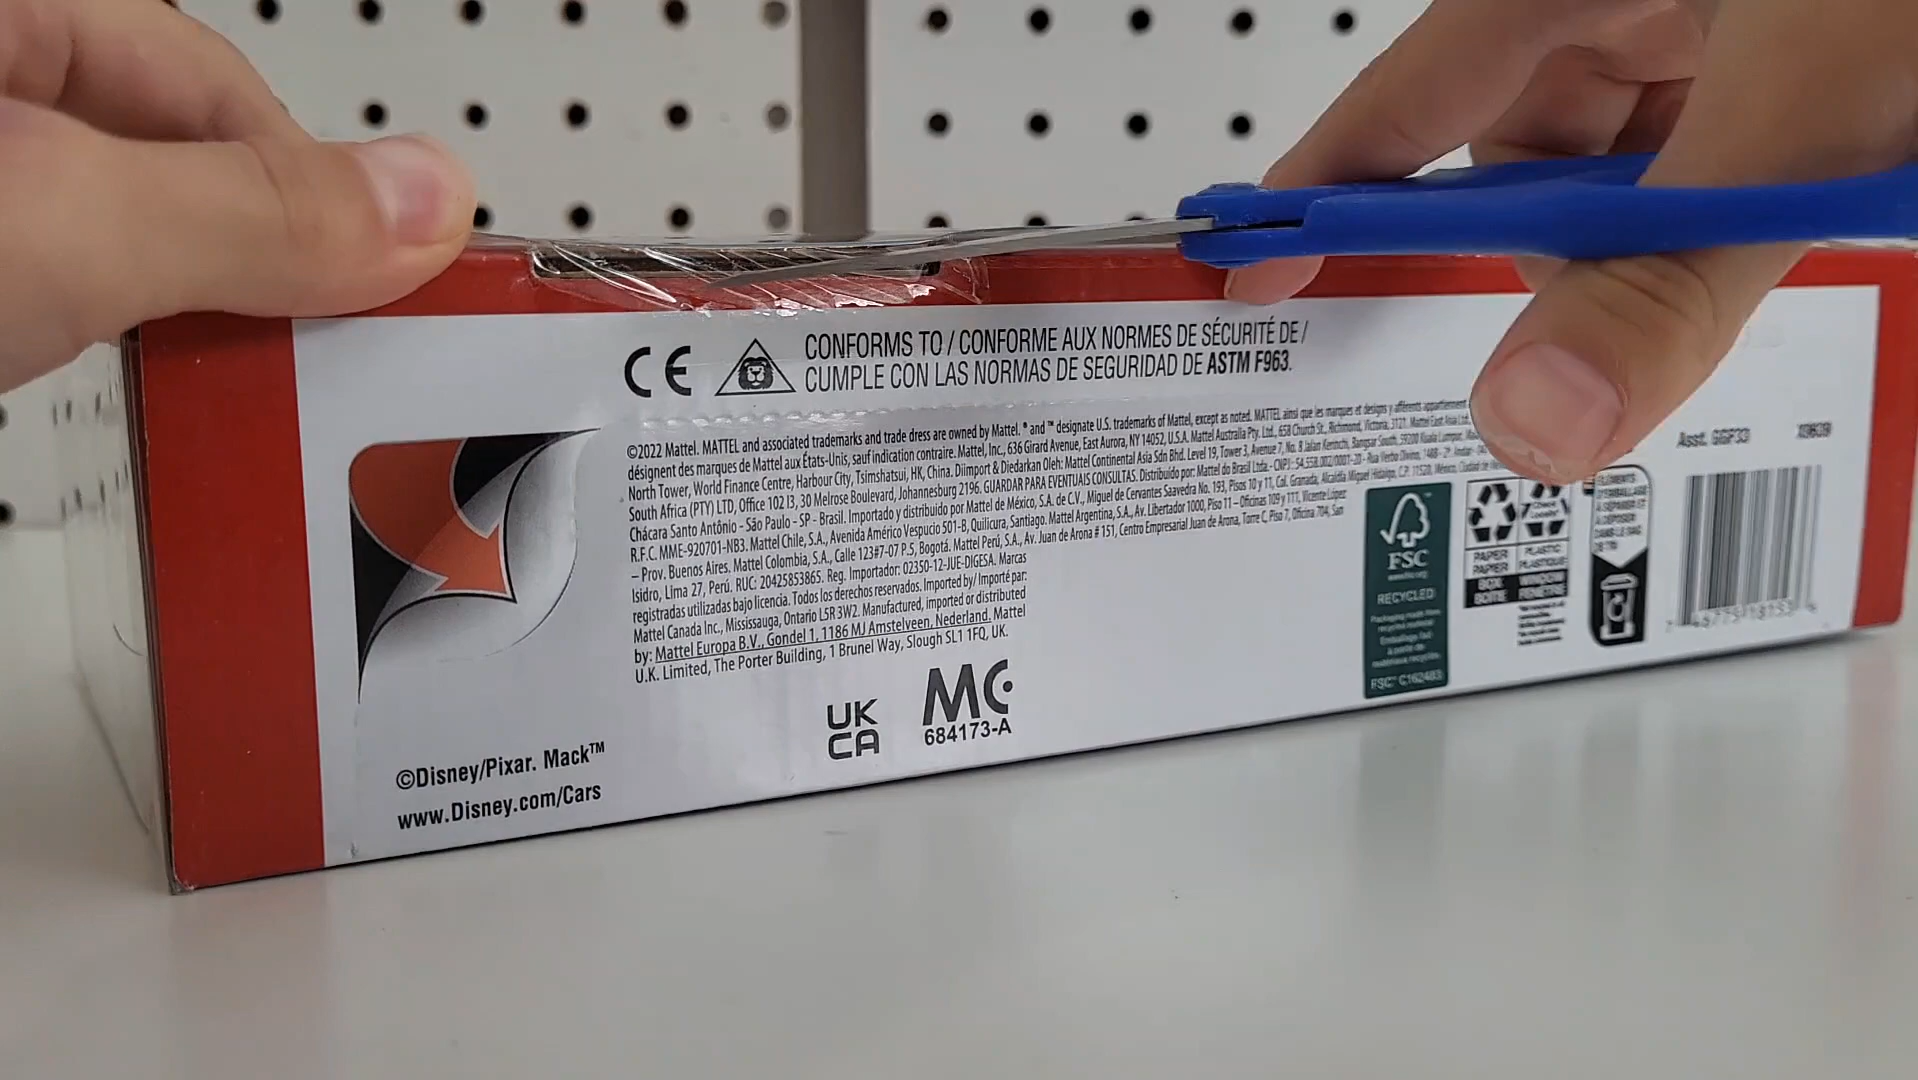 CE
CONFORMS TO / CONFORME AUX NORMES DE SÉCURITÉ DE /
CUMPLE CON LAS NORMAS DE SEGURIDAD DE ASTM F963.
©2022 Mattel. MATTEL and associated trademarks and trade dress are owned by Mattel. ® and ™ designate U.S. trademarks of Mattel, except as noted. MATTEL ainsi que les marques et designs y afférents appartiennent
désignent des marques de Mattel aux États-Unis, sauf indication contraire. Mattel, Inc., 636 Girard Avenue, East Aurora, NY 14052, U.S.A. Mattel Australia Pty. Ltd., 658 Church St., Richmond, Victoria, 3121. Mattel East Asia Ltd.,
North Tower, World Finance Centre, Harbour City, Tsimshatsui, HK, China. Diimport & Diedarkan Oleh: Mattel Continental Asia Sdn Bhd. Level 19, Tower 3, Avenue 7, No. 8 Jalan Kerinchi, Bangsar South, 59200 Kuala Lumpur,
South Africa (PTY) LTD, Office 102 I3, 30 Melrose Boulevard, Johannesburg 2196. GUARDAR PARA EVENTUAIS CONSULTAS. Distribuído por: Mattel do Brasil Ltda. - CNPJ: 54.558.002/0001-20 - Rua Verbo Divino, 1488 - 2º Andar -
Chácara Santo Antônio - São Paulo - SP - Brasil. Importado y distribuido por Mattel de México, S.A. de C.V., Miguel de Cervantes Saavedra No. 193, Pisos 10 y 11, Col. Granada, Alcaldía Miguel Hidalgo, C.P. 11520, México, Ciudad de
R.F.C. MME-920701-NB3. Mattel Chile, S.A., Avenida Américo Vespucio 501-B, Quilicura, Santiago. Mattel Argentina, S.A., Av. Libertador 1000, Piso 11 – Oficinas 109 y 111, Vicente López
– Prov. Buenos Aires. Mattel Colombia, S.A., Calle 123#7-07 P.5, Bogotá. Mattel Perú, S.A., Av. Juan de Arona # 151, Centro Empresarial Juan de Arona, Torre C, Piso 7, Oficina 704, San
Isidro, Lima 27, Perú. RUC: 20425853865. Reg. Importador: 02350-12-JUE-DIGESA. Marcas
registradas utilizadas bajo licencia. Todos los derechos reservados. Imported by/ Importé par:
Mattel Canada Inc., Mississauga, Ontario L5R 3W2. Manufactured, imported or distributed
by: Mattel Europa B.V., Gondel 1, 1186 MJ Amstelveen, Nederland. Mattel
U.K. Limited, The Porter Building, 1 Brunel Way, Slough SL1 1FQ, UK.
UK
CA
MC
684173-A
©Disney/Pixar. Mack™
www.Disney.com/Cars
FSC
RECYCLED
FSC® C162483
PAPER
PAPIER
BOX
BOÎTE
PLASTIC
PLASTIQUE
WINDOW
FENÊTRE
ÉLÉMENTS
D'EMBALLAGE
À SÉPARER ET
À DÉPOSER
DANS LE BAC
DE TRI
Asst. GGF33